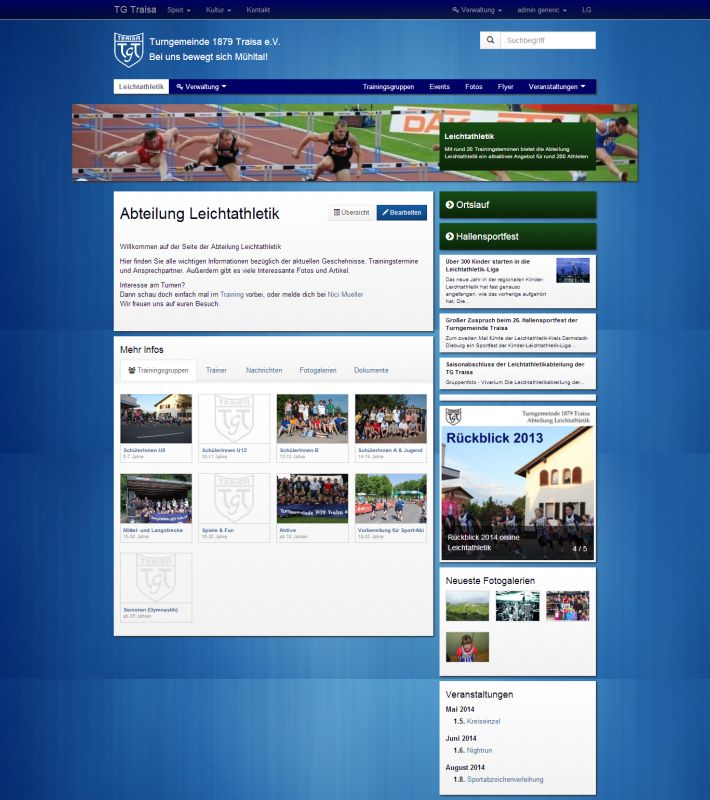 TG Traisa Sport Kultur Kontakt Verwaltung admin generic LG
TRAISA
TGT
Turngemeinde 1879 Traisa e.V.
Bei uns bewegt sich Mühltal!
Suchbegriff
Leichtathletik Verwaltung Trainingsgruppen Events Fotos Flyer Veranstaltungen
Leichtathletik
Mit rund 20 Trainingsterminen bietet die Abteilung
Leichtathletik ein attraktives Angebot für rund 200 Athleten
Abteilung Leichtathletik
Übersicht Bearbeiten
Willkommen auf der Seite der Abteilung Leichtathletik
Hier finden Sie alle wichtigen Informationen bezüglich der aktuellen Geschehnisse, Trainingstermine
und Ansprechpartner. Außerdem gibt es viele Interessante Fotos und Artikel.
Interesse am Turnen?
Dann schau doch einfach mal im Training vorbei, oder melde dich bei Nici Mueller
Wir freuen uns auf euren Besuch.
Mehr Infos
Trainingsgruppen Trainer Nachrichten Fotogalerien Dokumente
SchülerInnen U8
6-7 Jahre
SchülerInnen U12
10-11 Jahre
SchülerInnen B
12-13 Jahre
SchülerInnen A & Jugend
14-19 Jahre
Mittel- und Langstrecke
15-30 Jahre
Spiele & Fun
16-30 Jahre
Aktive
ab 18 Jahren
Vorbereitung für Sport-Abi
18-25 Jahre
Senioren (Gymnastik)
ab 25 Jahren
Ortslauf
Hallensportfest
Über 300 Kinder starten in die
Leichtathletik-Liga
Das neue Jahr in der regionalen Kinder-
Leichtathletik hat fast genauso
angefangen, wie das vorherige aufgehört
hat. Die...
Großer Zuspruch beim 26. Hallensportfest der
Turngemeinde Traisa
Zum zweiten Mal führte der Leichtathletik-Kreis Darmstadt-
Dieburg ein Sportfest der Kinder-Leichtathletik-Liga...
Saisonabschluss der Leichtathletikabteilung der
TG Traisa
Gruppenfoto - Vivarium Die Leichtathletikabteilung der...
Turngemeinde 1879 Traisa
Abteilung Leichtathletik
Rückblick 2013
Rückblick 2014 online
Leichtathletik
4 / 5
Neueste Fotogalerien
Veranstaltungen
Mai 2014
1.5. Kreiseinzel
Juni 2014
1.6. Nightrun
August 2014
1.8. Sportabzeichenverleihung